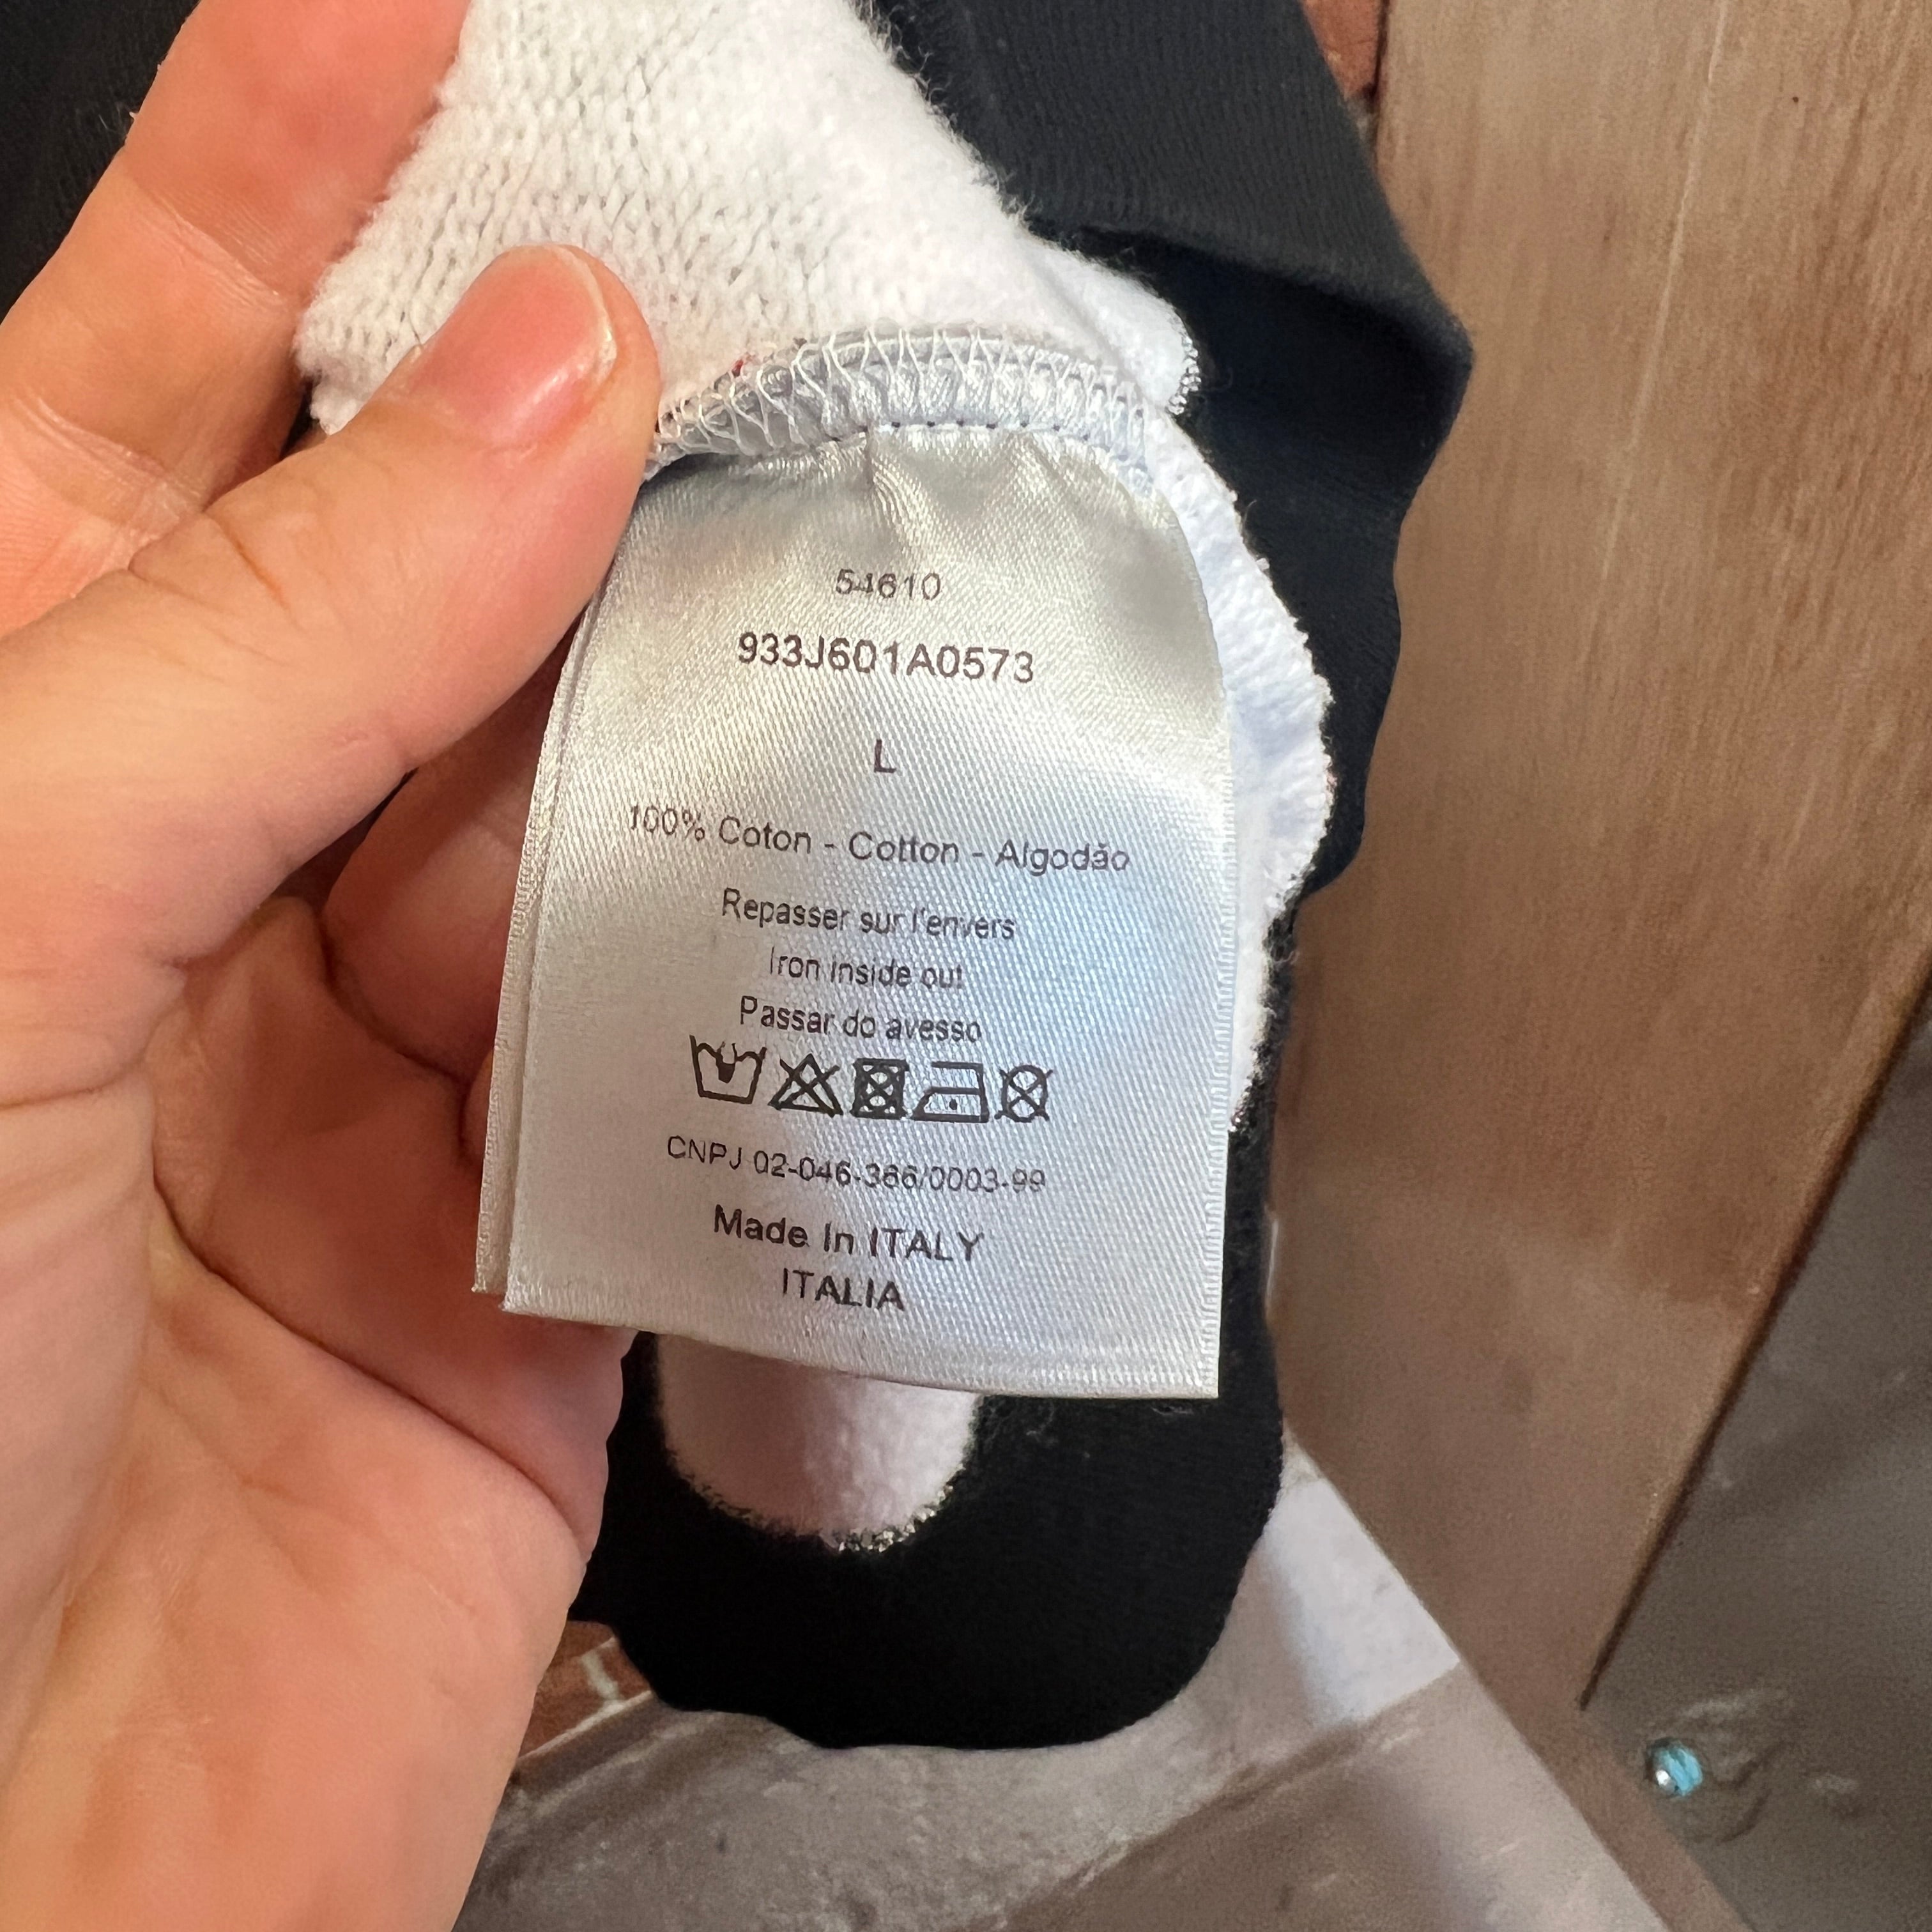 54610
933J601A0573
L
100% Coton - Cotton - Algodão
Repasser sur l'envers
Iron inside out
Passar do avesso
CNPJ 02-046-366/0003-99
Made In ITALY
ITALIA